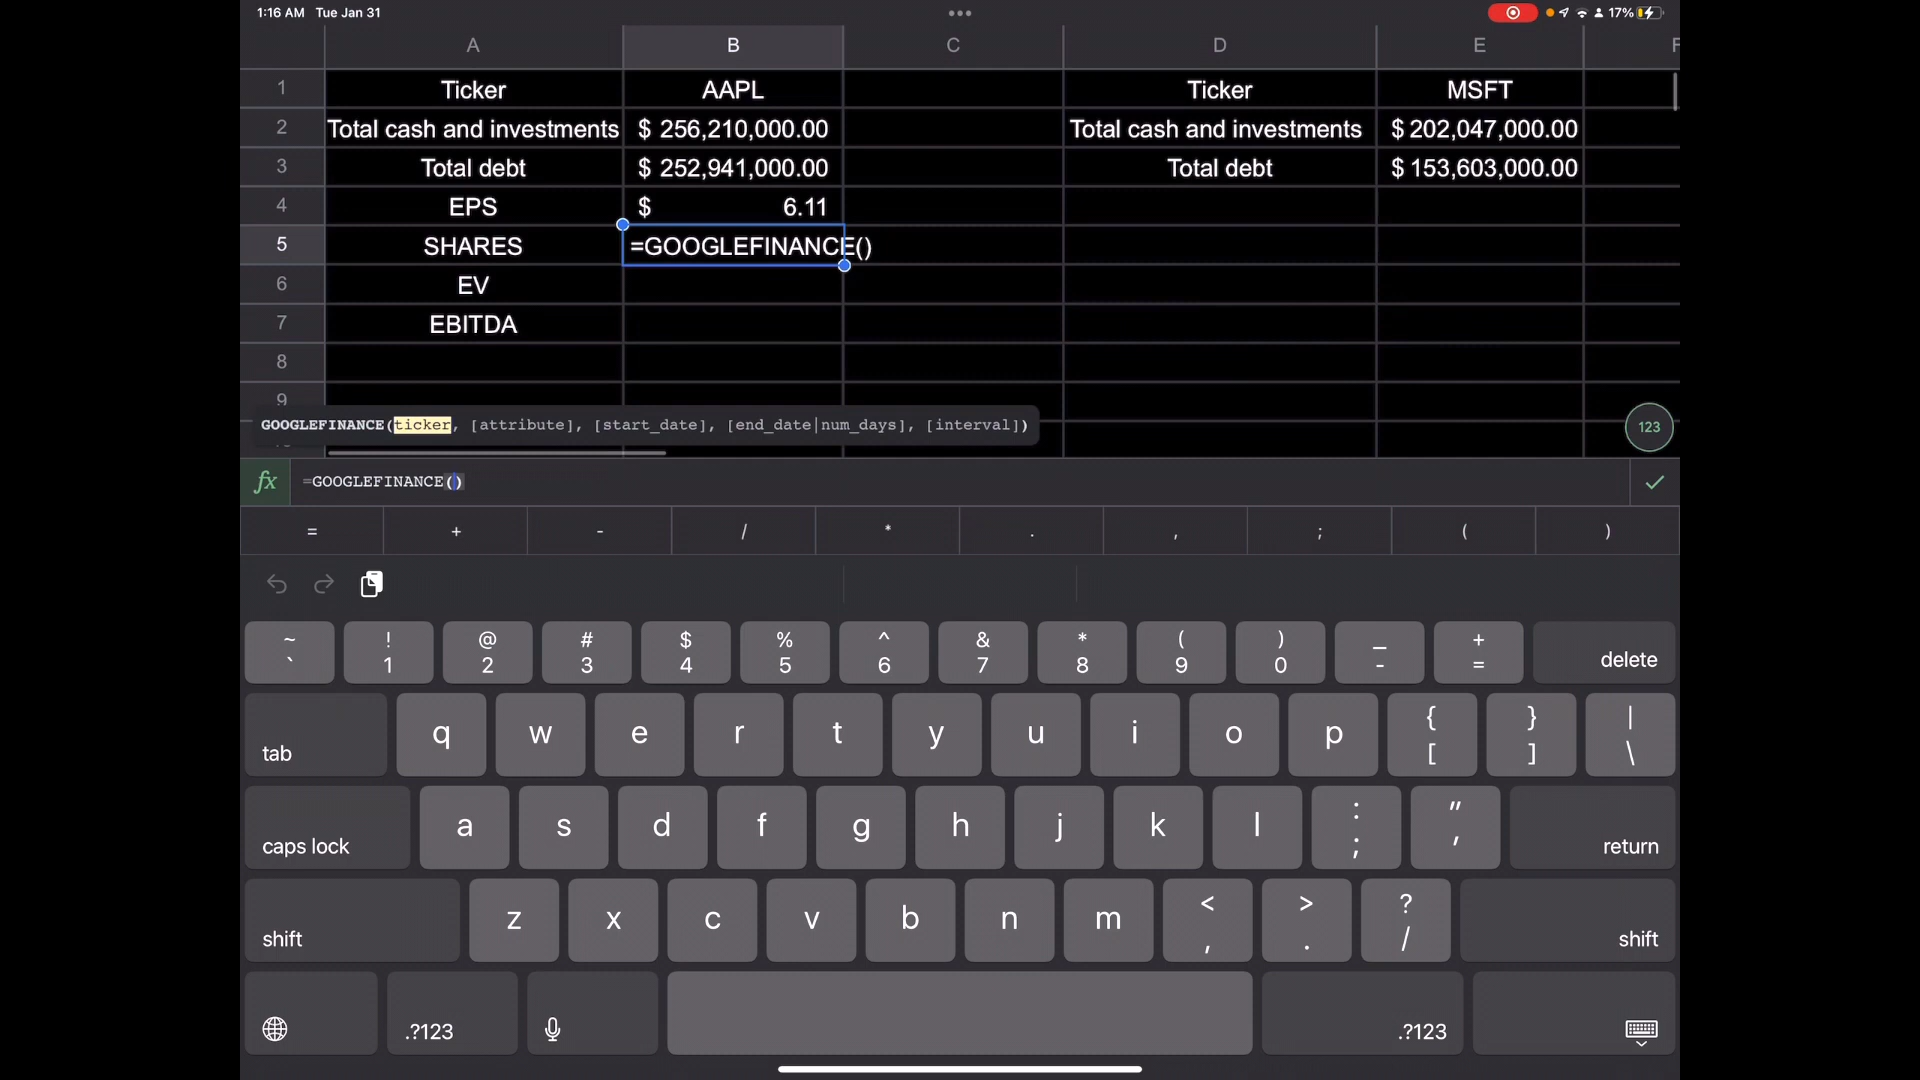 1:16 AM Tue Jan 31
17%
A B C D E F
1 Ticker AAPL Ticker MSFT
2 Total cash and investments $ 256,210,000.00 Total cash and investments $ 202,047,000.00
3 Total debt $ 252,941,000.00 Total debt $ 153,603,000.00
4 EPS $ 6.11
5 SHARES =GOOGLEFINANCE()
6 EV
7 EBITDA
8
9
GOOGLEFINANCE(ticker, [attribute], [start_date], [end_date|num_days], [interval])
123
fx =GOOGLEFINANCE()
= + - / * . , ; ( )
~ ! @ # $ % ^ & * ( ) _ +
` 1 2 3 4 5 6 7 8 9 0 - = delete
tab q w e r t y u i o p { [ } ] | \
caps lock a s d f g h j k l : ; " ' return
shift z x c v b n m < , > . ? / shift
.?123 .?123